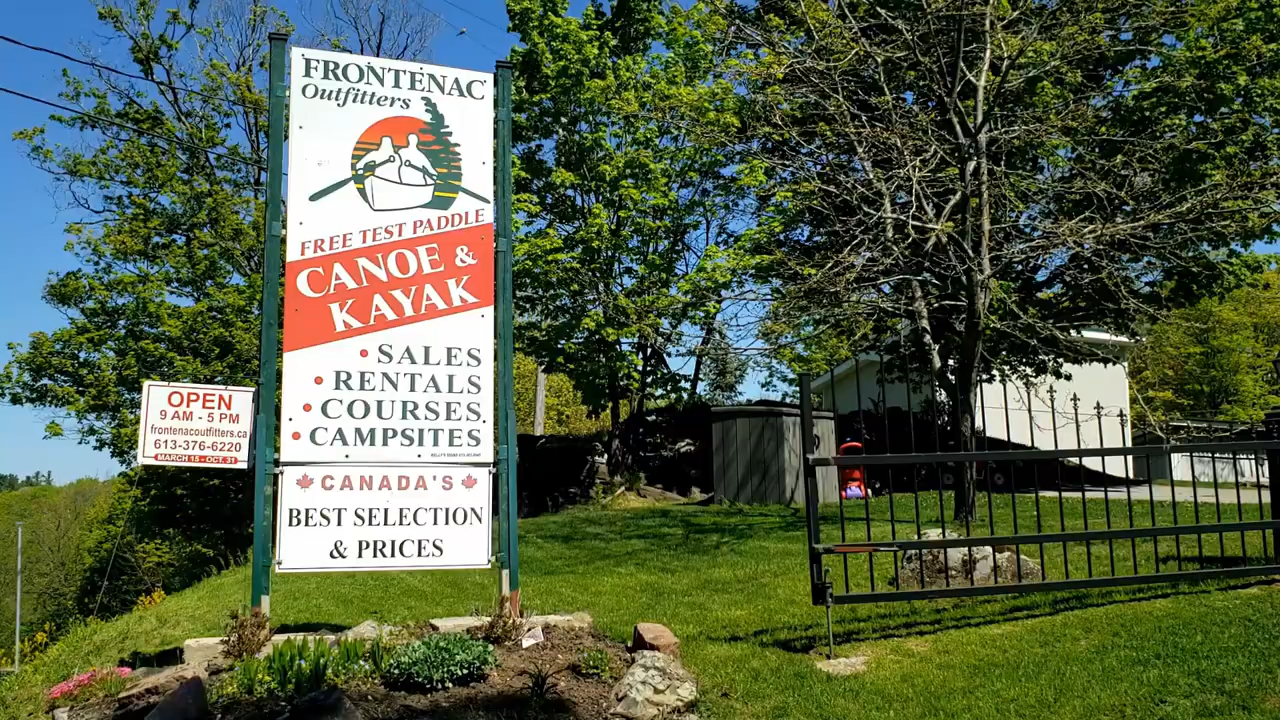 FRONTENAC
Outfitters
FREE TEST PADDLE
CANOE &
KAYAK
• SALES
• RENTALS
• COURSES
• CAMPSITES
CANADA'S
BEST SELECTION
& PRICES
OPEN
9 AM - 5 PM
frontenacoutfitters.ca
613-376-6220
MARCH 15 - OCT. 31